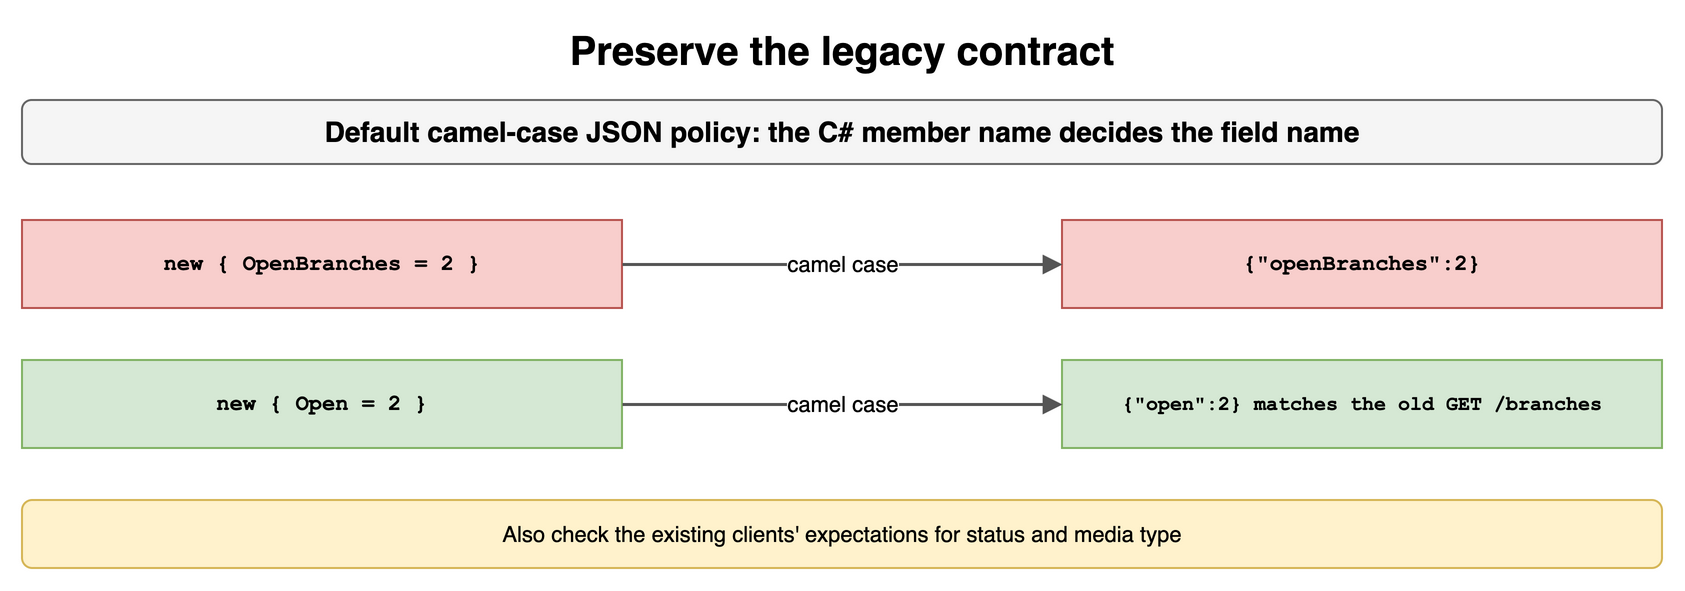 Preserve the legacy contract
Default camel-case JSON policy: the C# member name decides the field name
new { OpenBranches = 2 }
camel case
{"openBranches":2}
new { Open = 2 }
camel case
{"open":2} matches the old GET /branches
Also check the existing clients' expectations for status and media type